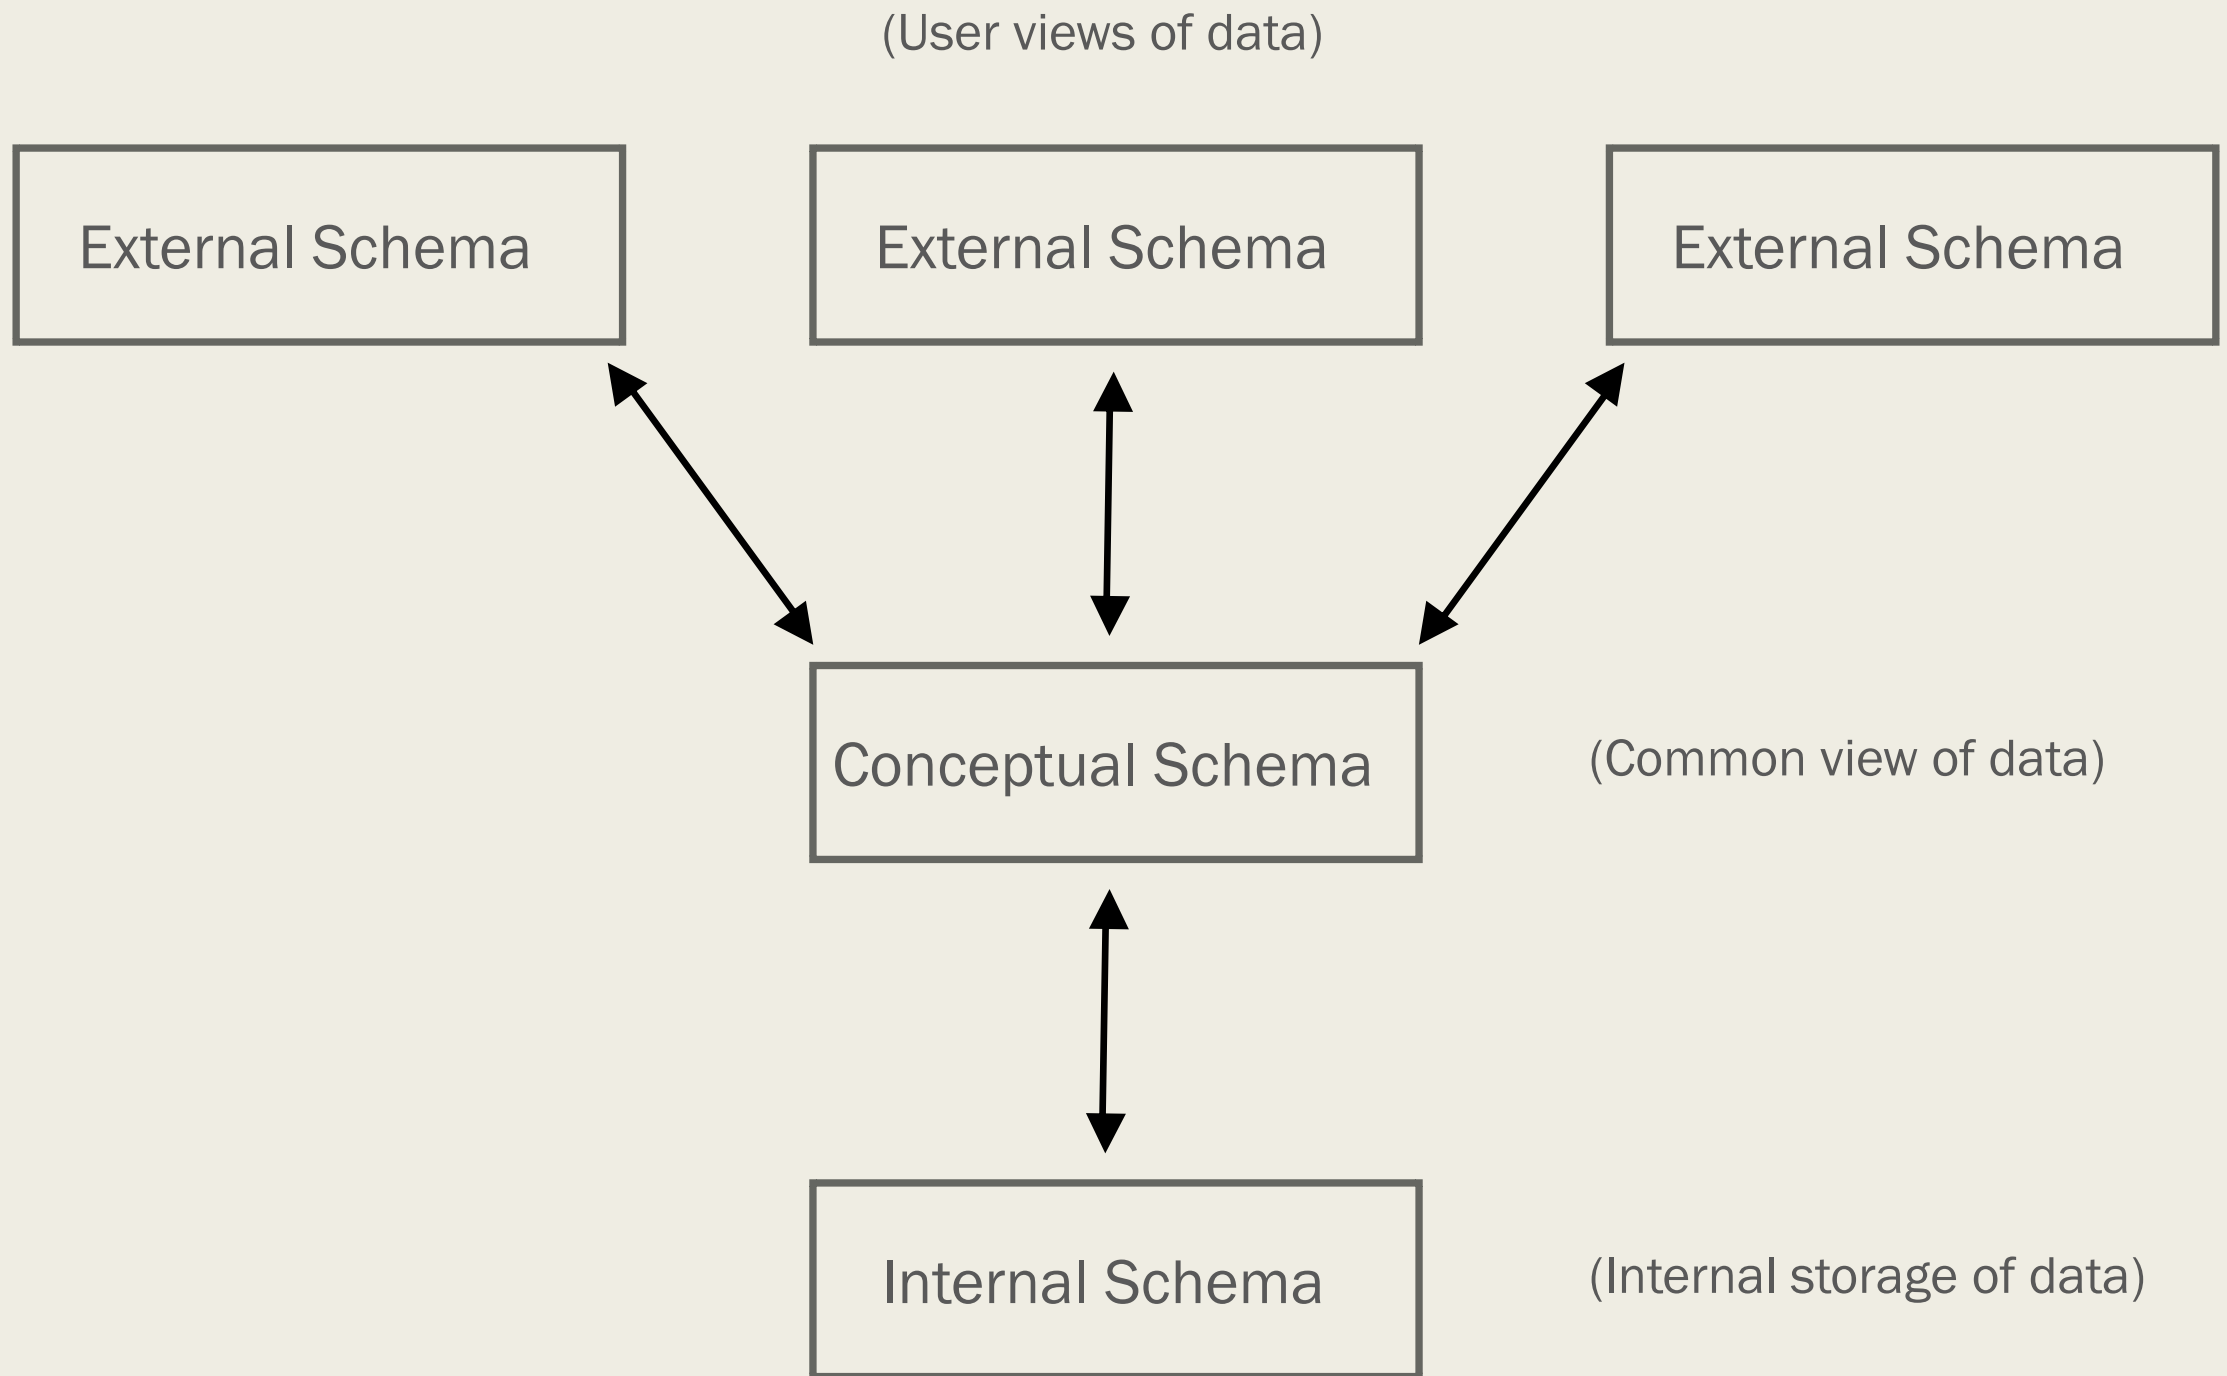 (User views of data)
External Schema
External Schema
External Schema
Conceptual Schema
(Common view of data)
Internal Schema
(Internal storage of data)